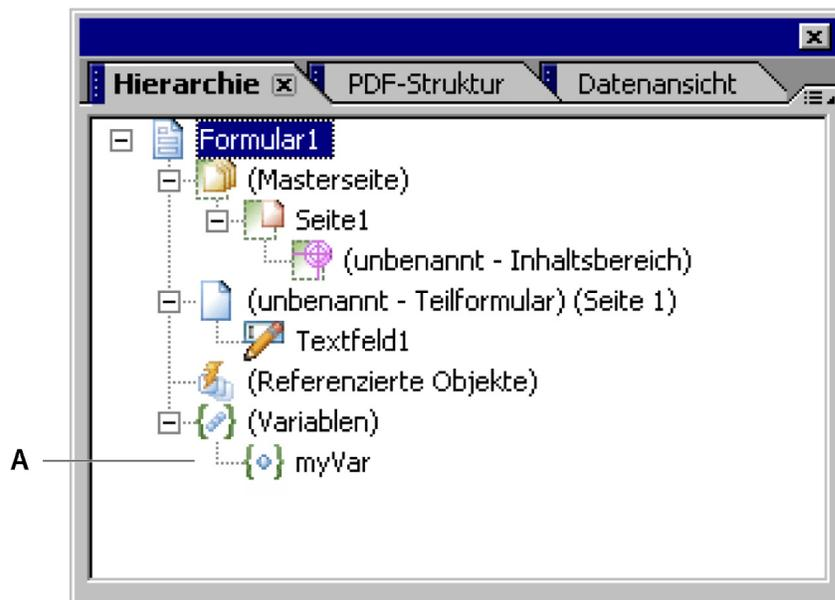 Hierarchie PDF-Struktur Datenansicht
Formular1
(Masterseite)
Seite1
(unbenannt - Inhaltsbereich)
(unbenannt - Teilformular) (Seite 1)
Textfeld1
(Referenzierte Objekte)
(Variablen)
A myVar